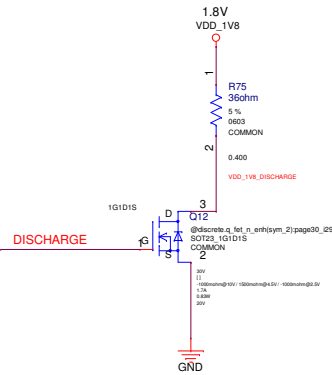 1.8V
VDD_1V8
1
R75
36ohm
5 %
0603
COMMON
2
0.400
VDD_1V8_DISCHARGE
1G1D1S
3
D
Q12
@discrete.q_fet_n_enh(sym_2):page30_i29
DISCHARGE
1
G
SOT23_1G1D1S
COMMON
S
2
30V
[ ]
1.7A
0.83W
20V
GND